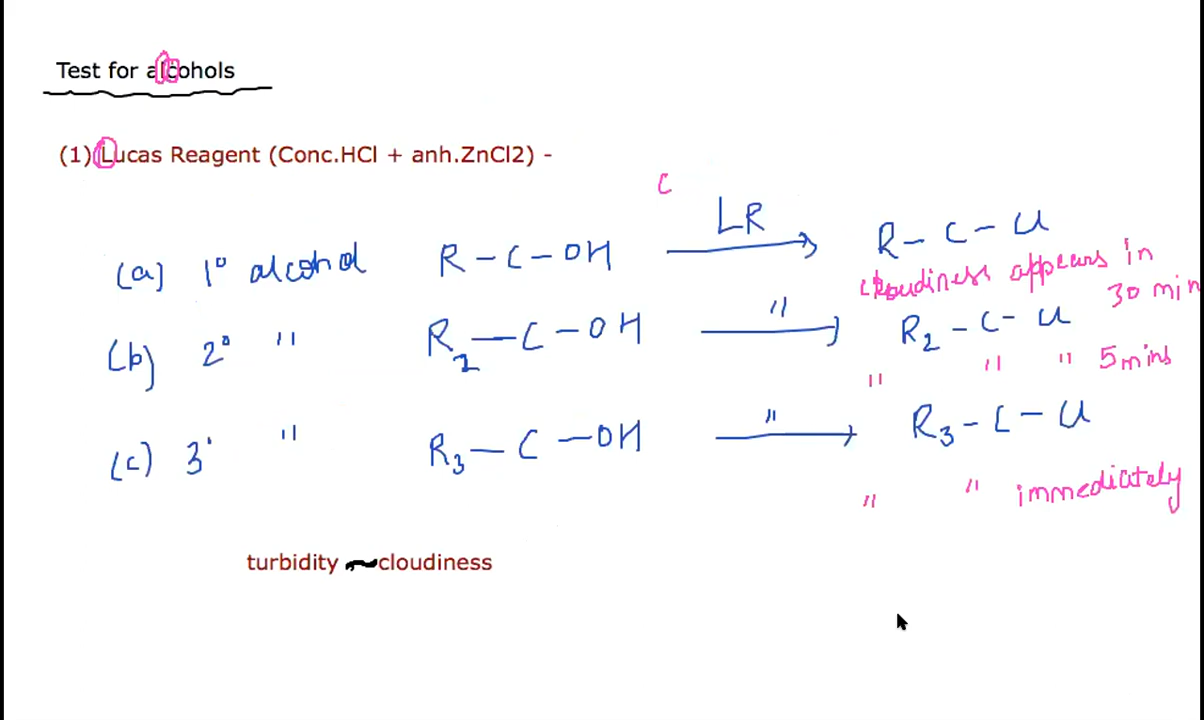 Test for alcohols
(1) Lucas Reagent (Conc.HCl + anh.ZnCl2) -
C
(a) 1° alcohol R-C-OH LR R-C-Cl
cloudiness appears in
30 min
(b) 2° " R2-C-OH " R2-C-Cl
" " " 5 mins
(c) 3° " R3-C-OH " R3-C-Cl
" " immediately
turbidity ~ cloudiness